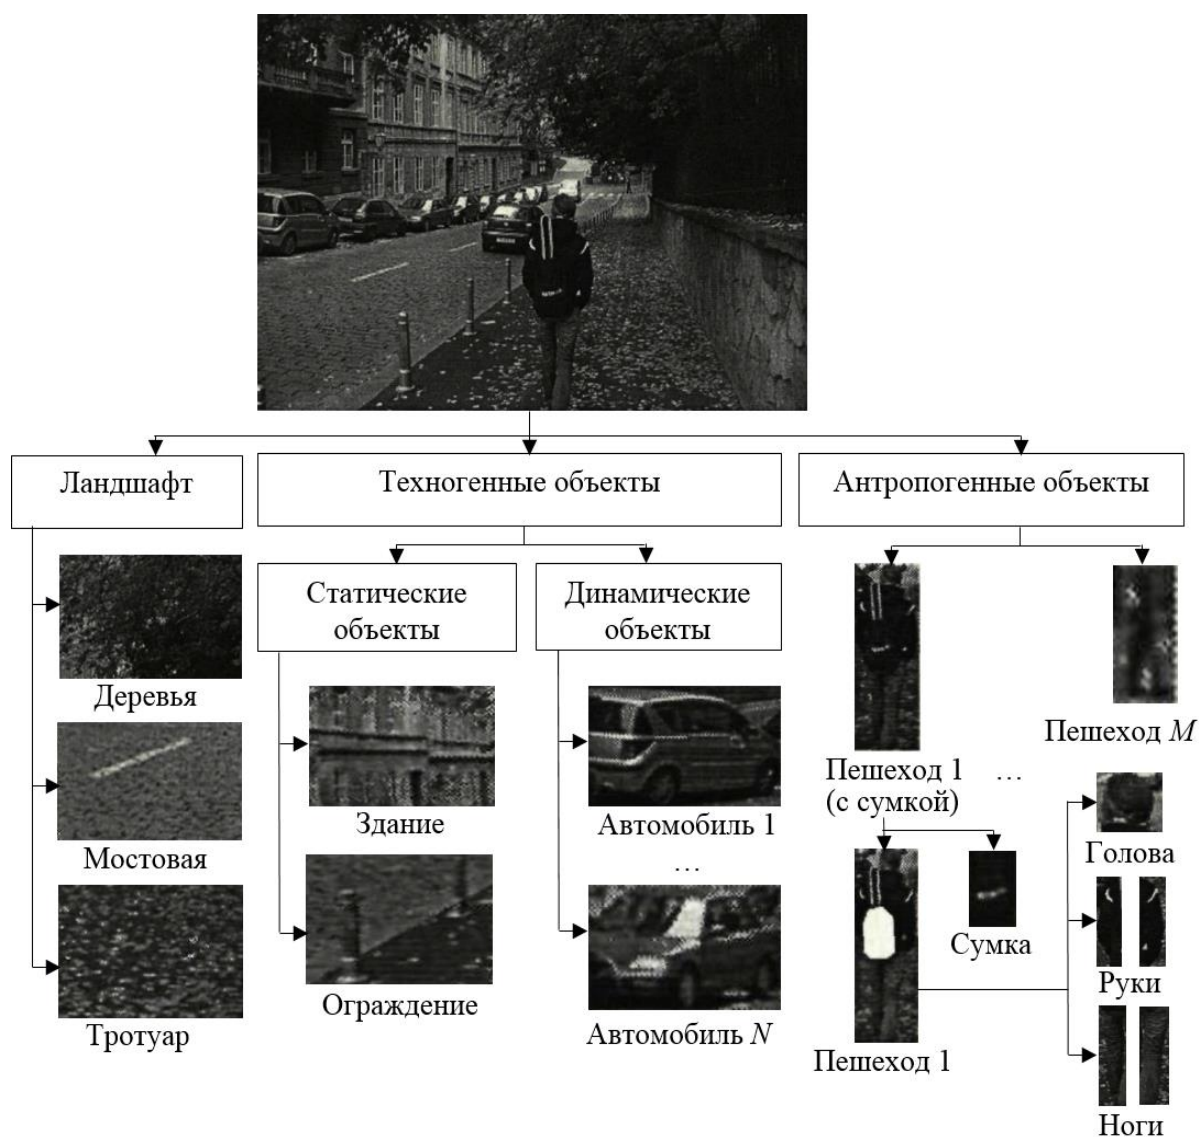 Ландшафт
Техногенные объекты
Антропогенные объекты
Статические
объекты
Динамические
объекты
Деревья
Мостовая
Тротуар
Здание
Ограждение
Автомобиль 1
…
Автомобиль N
Пешеход M
Пешеход 1
(с сумкой)
…
Голова
Сумка
Руки
Пешеход 1
Ноги